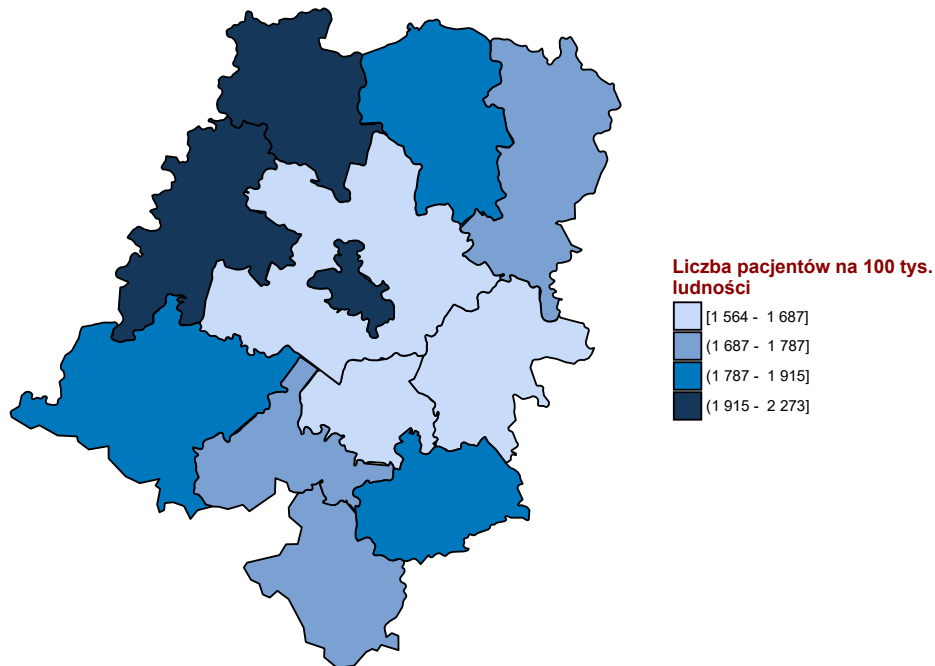 Liczba pacjentów na 100 tys.
ludności
[1 564 - 1 687]
(1 687 - 1 787]
(1 787 - 1 915]
(1 915 - 2 273]